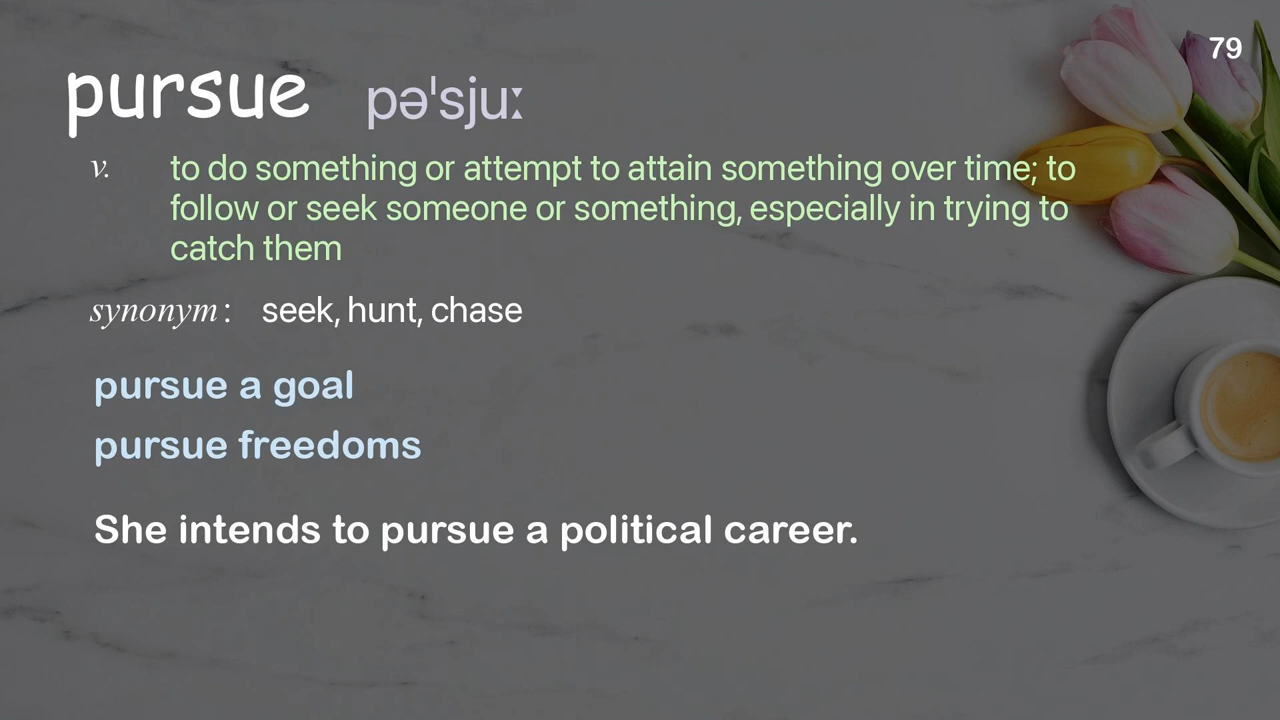 79
pursue pəˈsjuː
v. to do something or attempt to attain something over time; to
follow or seek someone or something, especially in trying to
catch them
synonym: seek, hunt, chase
pursue a goal
pursue freedoms
She intends to pursue a political career.